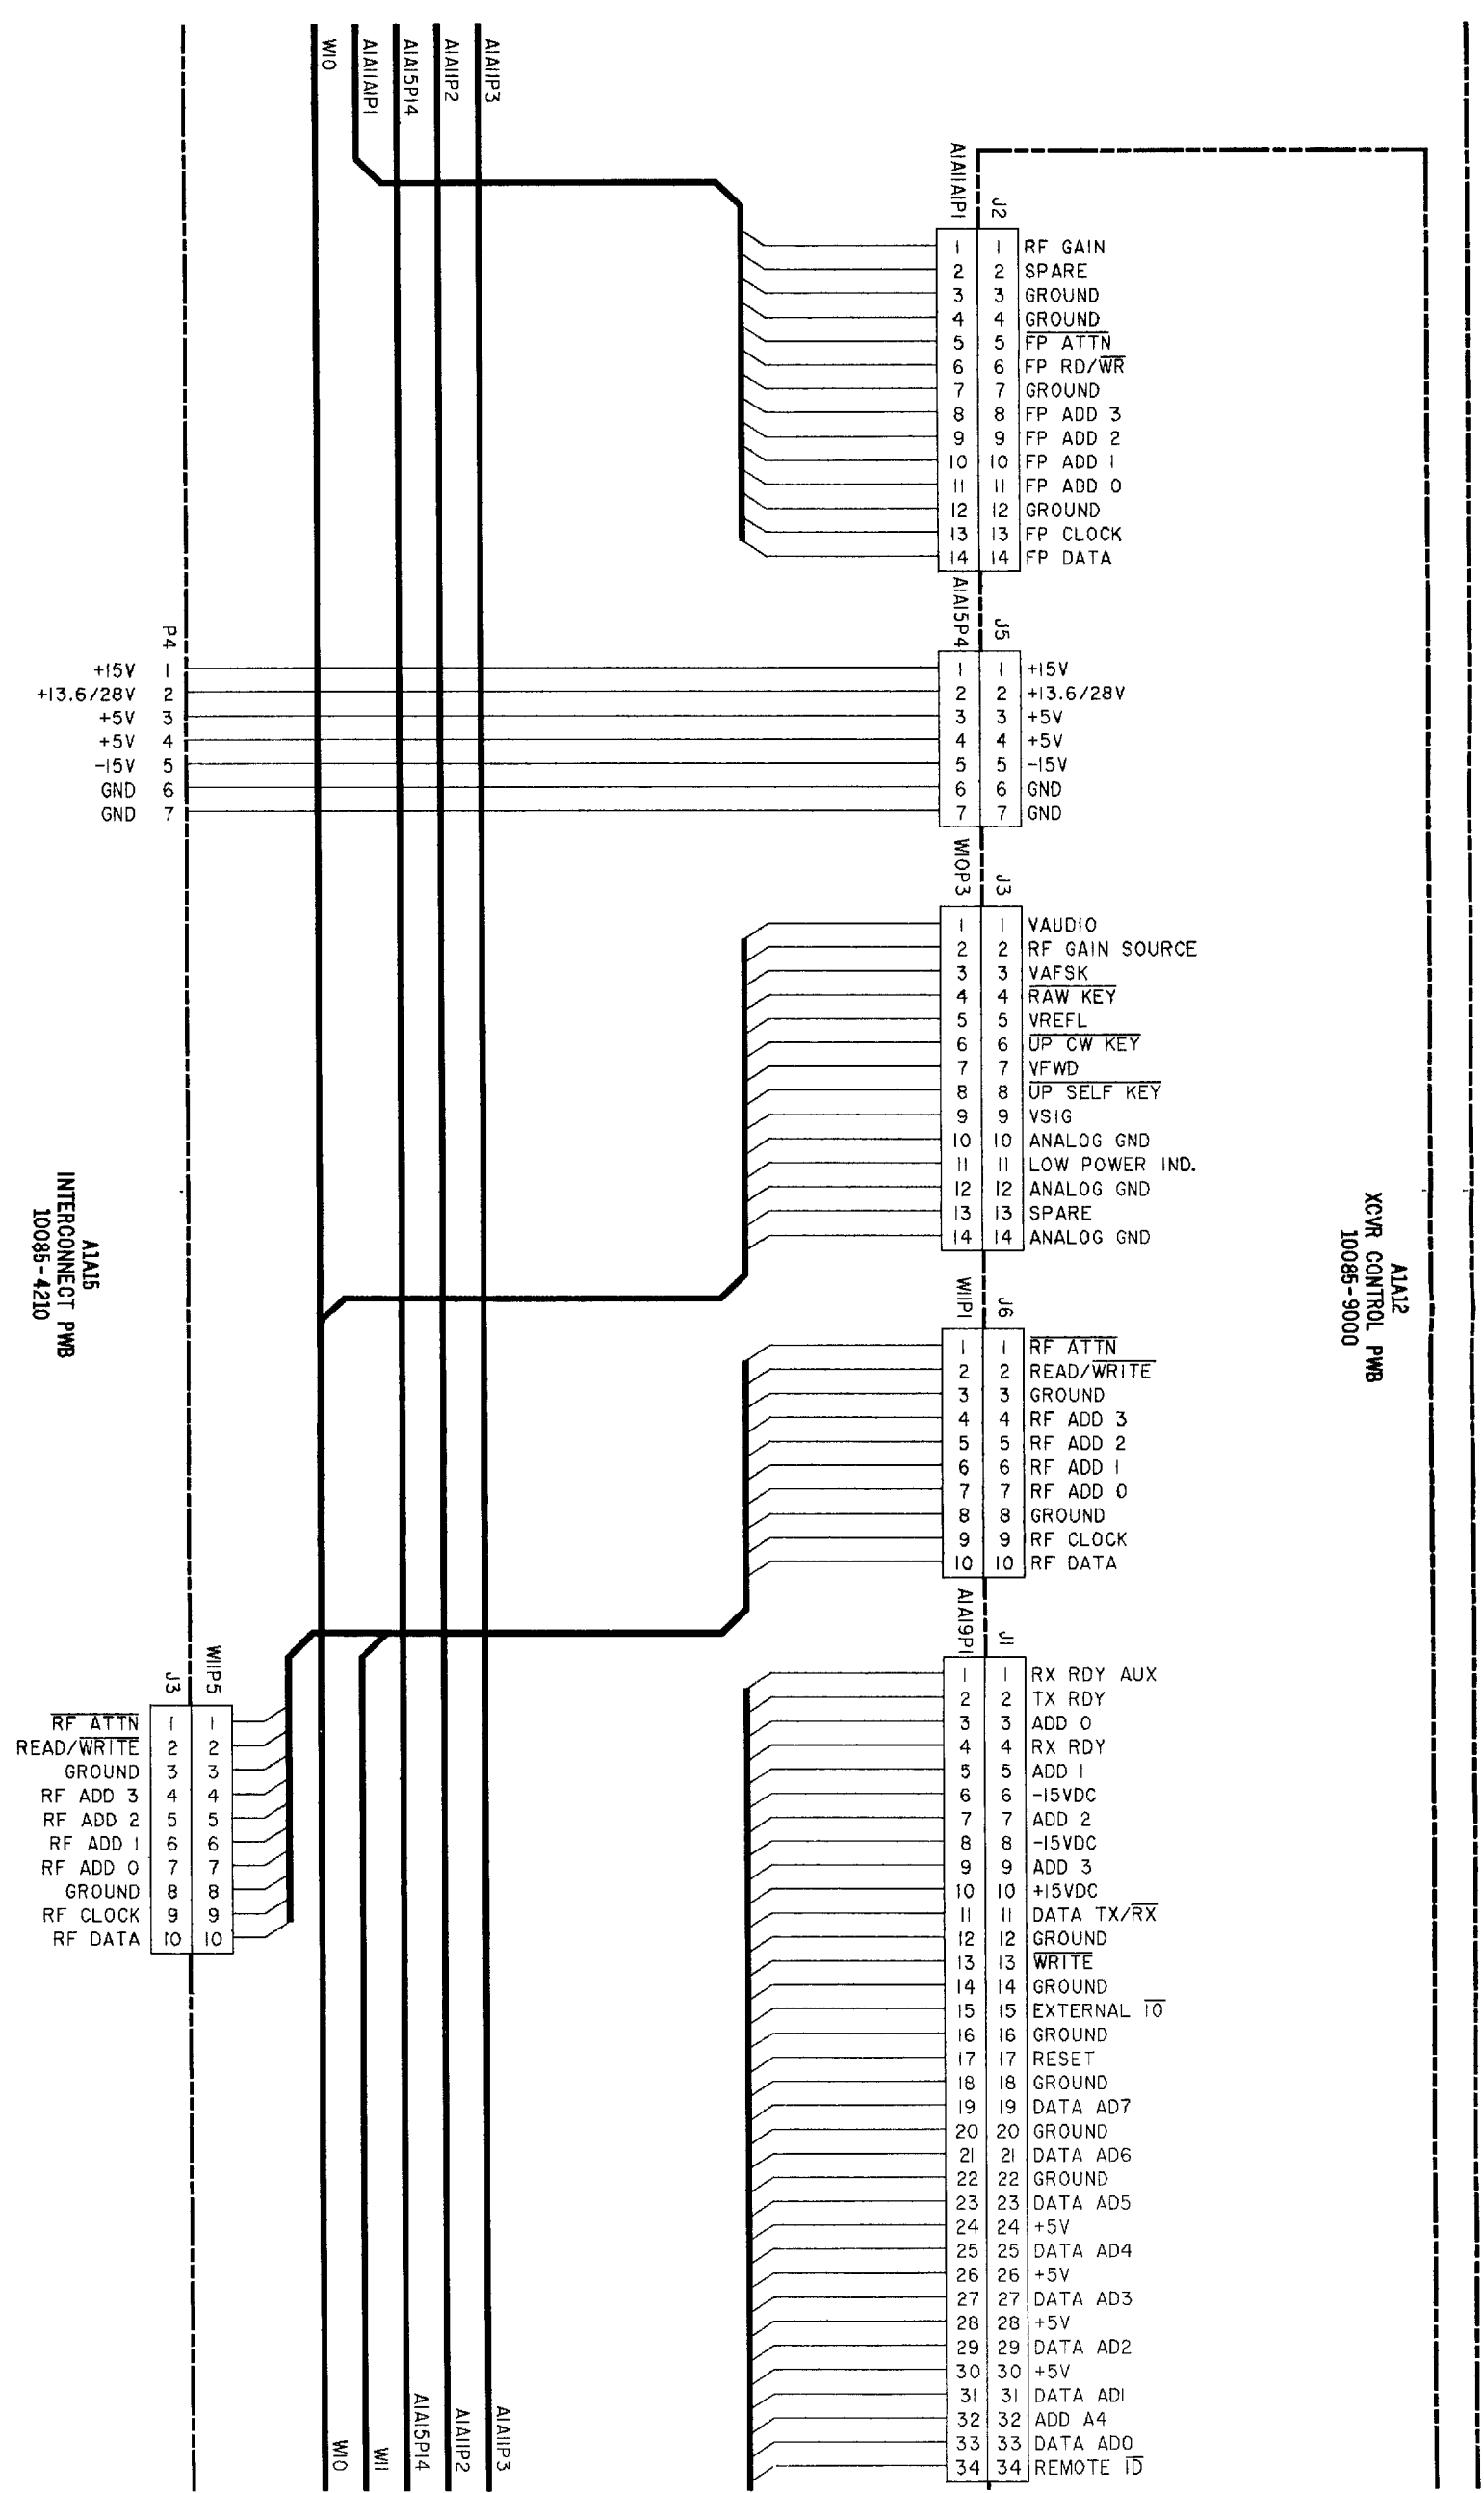 W10
A1A11A1P1
A1A15P14
A1A11P2
A1A11P3
A1A11A1P1 J2
1 1 RF GAIN
2 2 SPARE
3 3 GROUND
4 4 GROUND
5 5 FP ATTN
6 6 FP RD/WR
7 7 GROUND
8 8 FP ADD 3
9 9 FP ADD 2
10 10 FP ADD 1
11 11 FP ADD 0
12 12 GROUND
13 13 FP CLOCK
14 14 FP DATA
P4
+15V 1
+13.6/28V 2
+5V 3
+5V 4
-15V 5
GND 6
GND 7
A1A15P4 J5
1 1 +15V
2 2 +13.6/28V
3 3 +5V
4 4 +5V
5 5 -15V
6 6 GND
7 7 GND
W10P3 J3
1 1 VAUDIO
2 2 RF GAIN SOURCE
3 3 VAFSK
4 4 RAW KEY
5 5 VREFL
6 6 UP CW KEY
7 7 VFWD
8 8 UP SELF KEY
9 9 VSIG
10 10 ANALOG GND
11 11 LOW POWER IND.
12 12 ANALOG GND
13 13 SPARE
14 14 ANALOG GND
A1A15
INTERCONNECT PWB
10085-4210
A1A12
XCVR CONTROL PWB
10085-9000
W11P1 J6
1 1 RF ATTN
2 2 READ/WRITE
3 3 GROUND
4 4 RF ADD 3
5 5 RF ADD 2
6 6 RF ADD 1
7 7 RF ADD 0
8 8 GROUND
9 9 RF CLOCK
10 10 RF DATA
J3 W11P5
RF ATTN 1 1
READ/WRITE 2 2
GROUND 3 3
RF ADD 3 4 4
RF ADD 2 5 5
RF ADD 1 6 6
RF ADD 0 7 7
GROUND 8 8
RF CLOCK 9 9
RF DATA 10 10
A1A19P1 J1
1 1 RX RDY AUX
2 2 TX RDY
3 3 ADD 0
4 4 RX RDY
5 5 ADD 1
6 6 -15VDC
7 7 ADD 2
8 8 -15VDC
9 9 ADD 3
10 10 +15VDC
11 11 DATA TX/RX
12 12 GROUND
13 13 WRITE
14 14 GROUND
15 15 EXTERNAL IO
16 16 GROUND
17 17 RESET
18 18 GROUND
19 19 DATA AD7
20 20 GROUND
21 21 DATA AD6
22 22 GROUND
23 23 DATA AD5
24 24 +5V
25 25 DATA AD4
26 26 +5V
27 27 DATA AD3
28 28 +5V
29 29 DATA AD2
30 30 +5V
31 31 DATA AD1
32 32 ADD A4
33 33 DATA AD0
34 34 REMOTE ID
W10
W11
A1A15P14
A1A11P2
A1A11P3